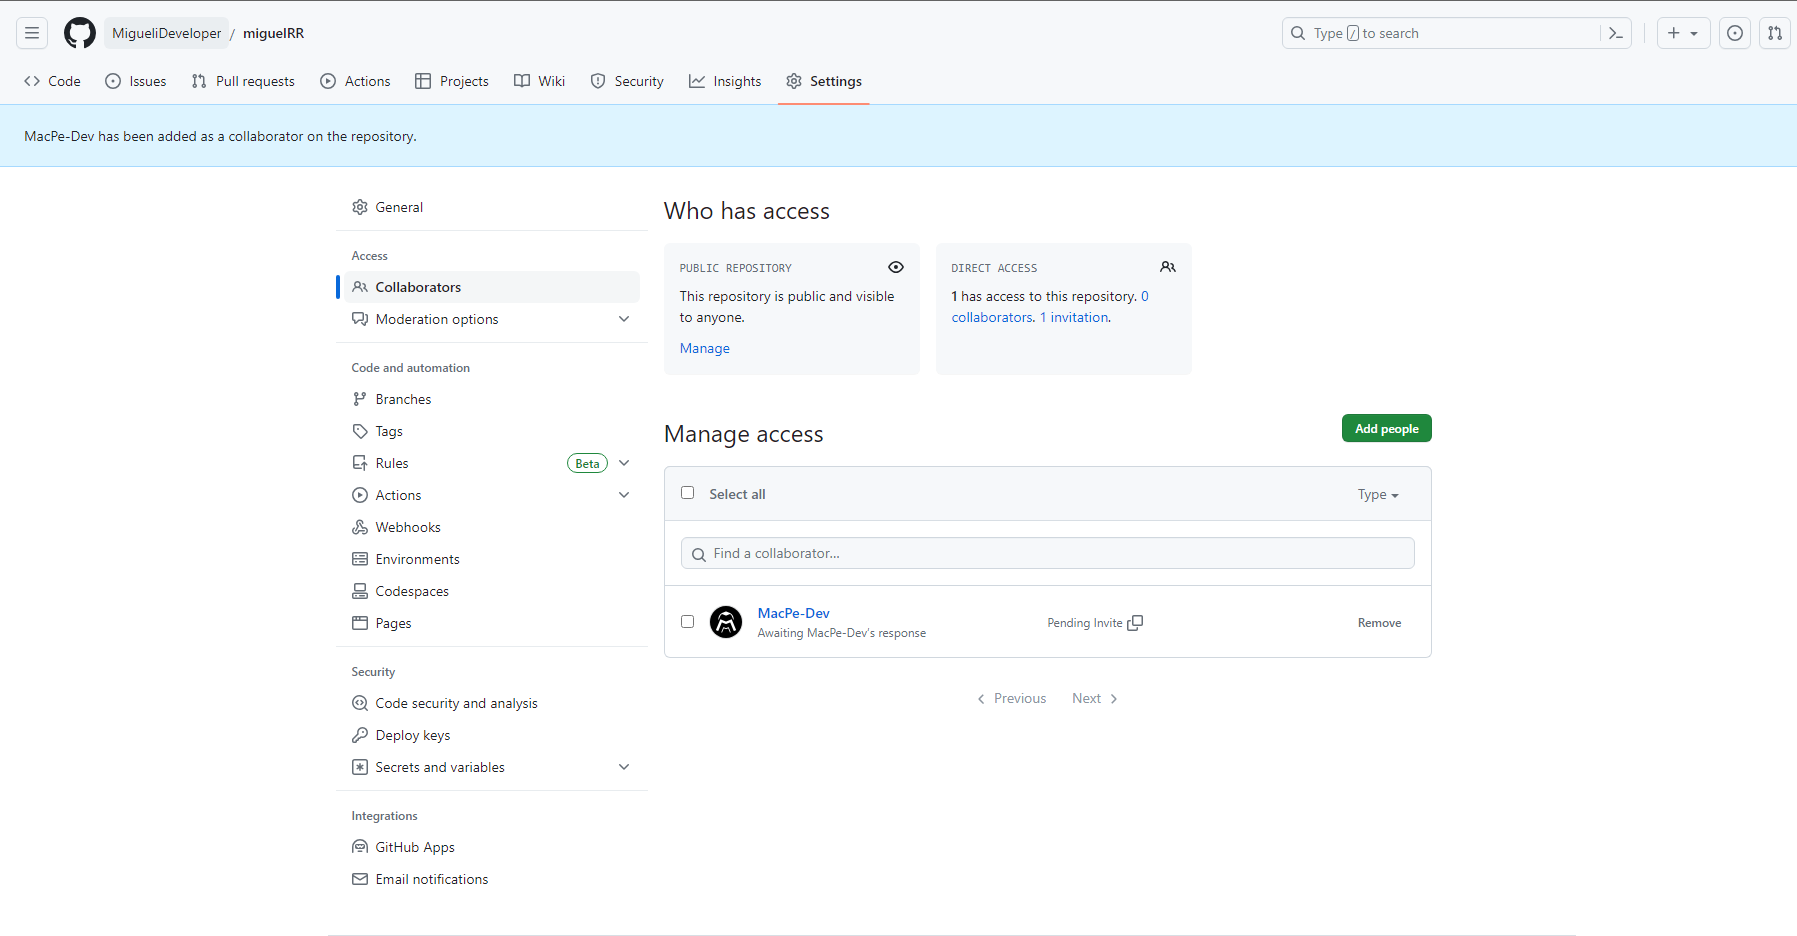 MigueliDeveloper / miguelRR
Type / to search
Code Issues Pull requests Actions Projects Wiki Security Insights Settings
MacPe-Dev has been added as a collaborator on the repository.
General
Access
Collaborators
Moderation options
Code and automation
Branches
Tags
Rules Beta
Actions
Webhooks
Environments
Codespaces
Pages
Security
Code security and analysis
Deploy keys
Secrets and variables
Integrations
GitHub Apps
Email notifications
Who has access
PUBLIC REPOSITORY
This repository is public and visible
to anyone.
Manage
DIRECT ACCESS
1 has access to this repository. 0
collaborators. 1 invitation.
Manage access
Add people
Select all
Type
Find a collaborator...
MacPe-Dev
Awaiting MacPe-Dev's response
Pending Invite
Remove
Previous Next